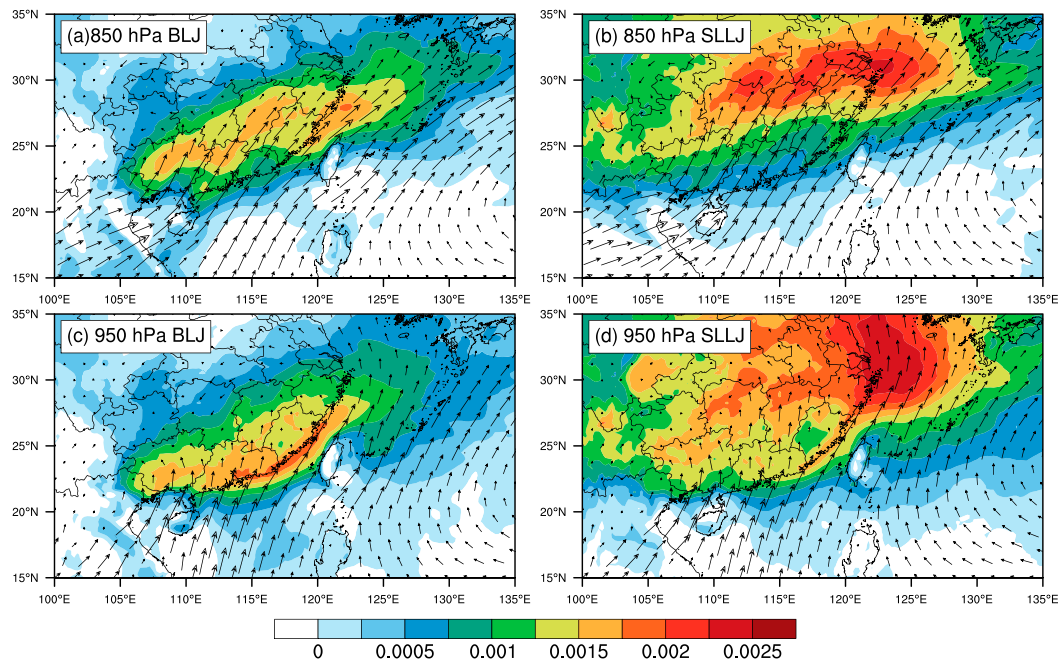 35°N
30°N
25°N
20°N
15°N
(a)850 hPa BLJ
100°E 105°E 110°E 115°E 120°E 125°E 130°E 135°E
35°N
30°N
25°N
20°N
15°N
(b) 850 hPa SLLJ
100°E 105°E 110°E 115°E 120°E 125°E 130°E 135°E
35°N
30°N
25°N
20°N
15°N
(c) 950 hPa BLJ
100°E 105°E 110°E 115°E 120°E 125°E 130°E 135°E
35°N
30°N
25°N
20°N
15°N
(d) 950 hPa SLLJ
100°E 105°E 110°E 115°E 120°E 125°E 130°E 135°E
0 0.0005 0.001 0.0015 0.002 0.0025